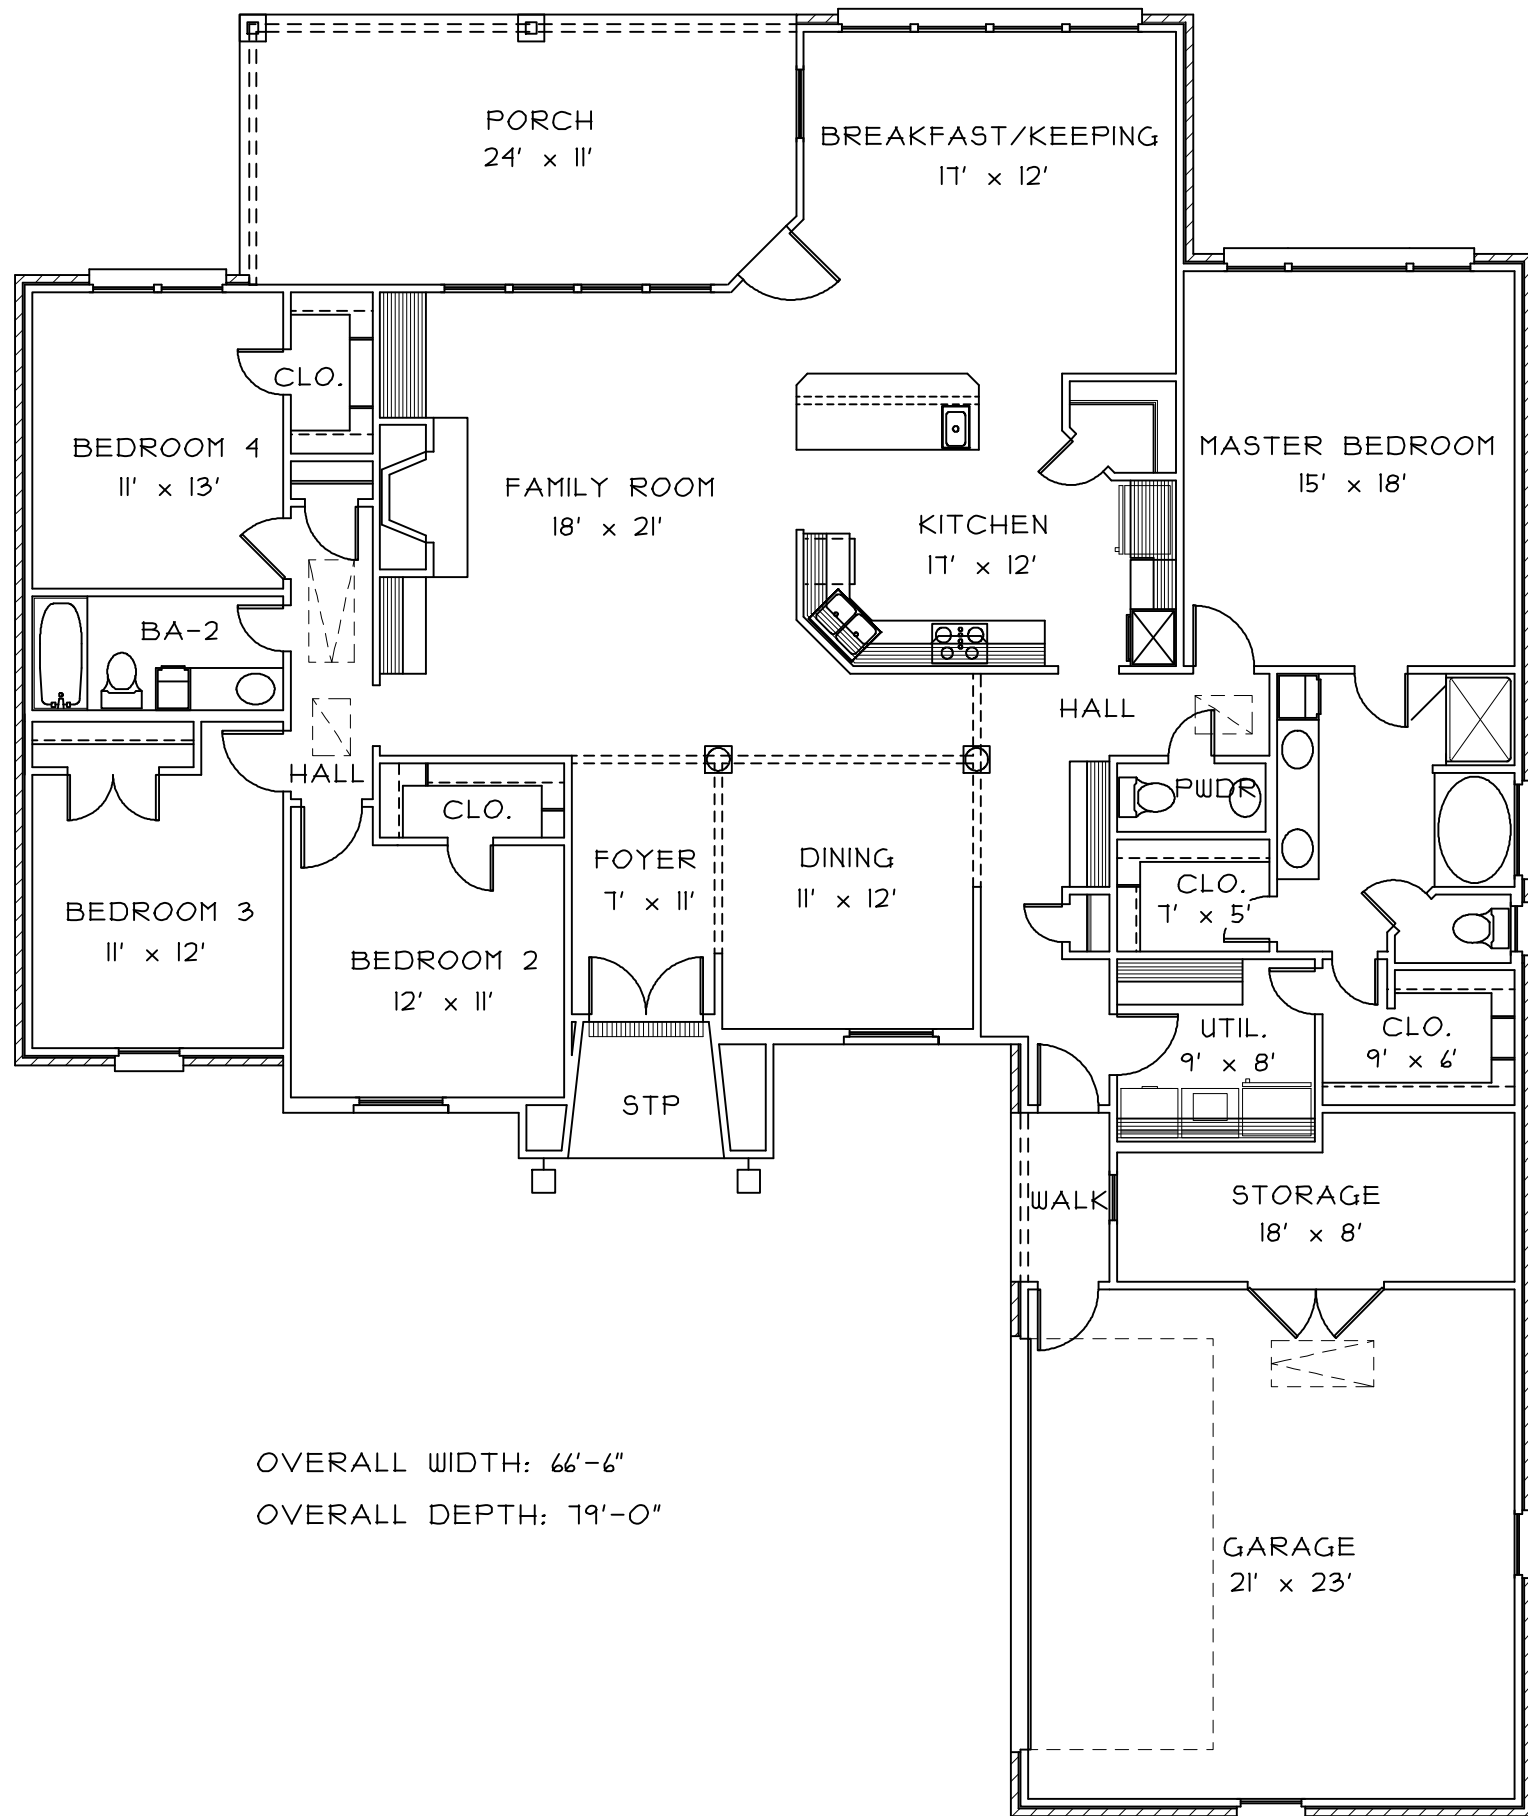 PORCH
24' x 11'
BREAKFAST/KEEPING
17' x 12'
CLO.
BEDROOM 4
11' x 13'
FAMILY ROOM
18' x 21'
KITCHEN
17' x 12'
MASTER BEDROOM
15' x 18'
BA-2
HALL
HALL
CLO.
PWDR
FOYER
7' x 11'
DINING
11' x 12'
CLO.
7' x 5'
BEDROOM 3
11' x 12'
BEDROOM 2
12' x 11'
UTIL.
9' x 8'
CLO.
9' x 6'
STP
WALK
STORAGE
18' x 8'
OVERALL WIDTH: 66'-6"
OVERALL DEPTH: 79'-0"
GARAGE
21' x 23'